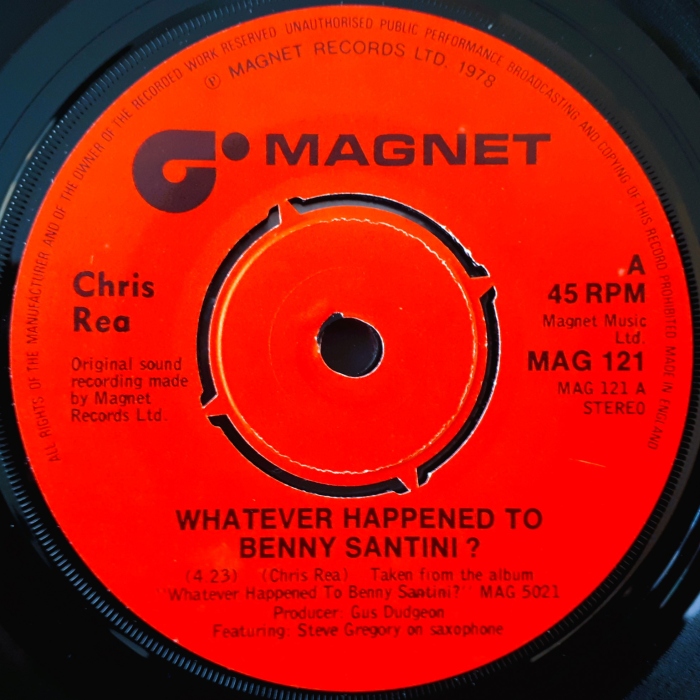 ALL RIGHTS OF THE MANUFACTURER AND OF THE OWNER OF THE RECORDED WORK RESERVED UNAUTHORISED PUBLIC PERFORMANCE BROADCASTING AND COPYING OF THIS RECORD PROHIBITED MADE IN ENGLAND
Ⓟ MAGNET RECORDS LTD. 1978
MAGNET
Chris
Rea
Original sound
recording made
by Magnet
Records Ltd.
A
45 RPM
Magnet Music
Ltd.
MAG 121
MAG 121 A
STEREO
WHATEVER HAPPENED TO
BENNY SANTINI ?
(4.23) (Chris Rea) Taken from the album
"Whatever Happened To Benny Santini?" MAG 5021
Producer: Gus Dudgeon
Featuring: Steve Gregory on saxophone